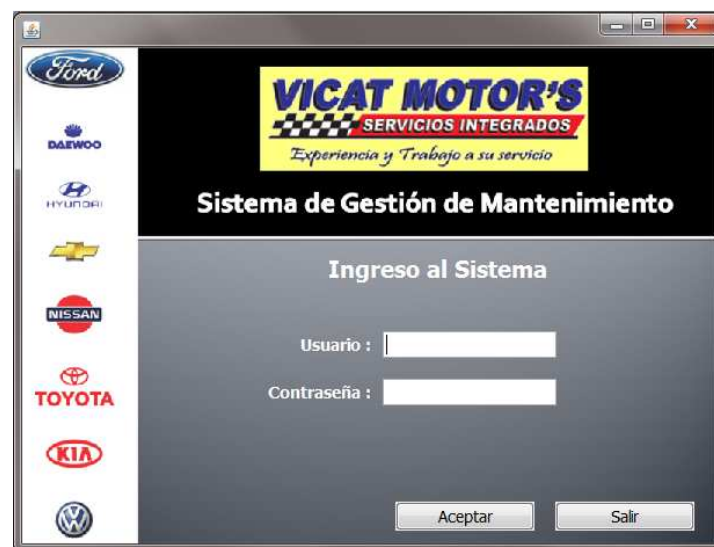 Ford
VICAT MOTOR'S
SERVICIOS INTEGRADOS
Experiencia y Trabajo a su servicio
DAEWOO
HYUNDAI
Sistema de Gestión de Mantenimiento
Ingreso al Sistema
NISSAN
Usuario :
TOYOTA
Contraseña :
KIA
Aceptar
Salir